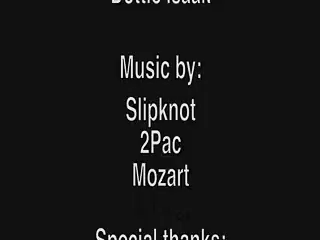 Music by:
Slipknot
2Pac
Mozart
Special thanks: